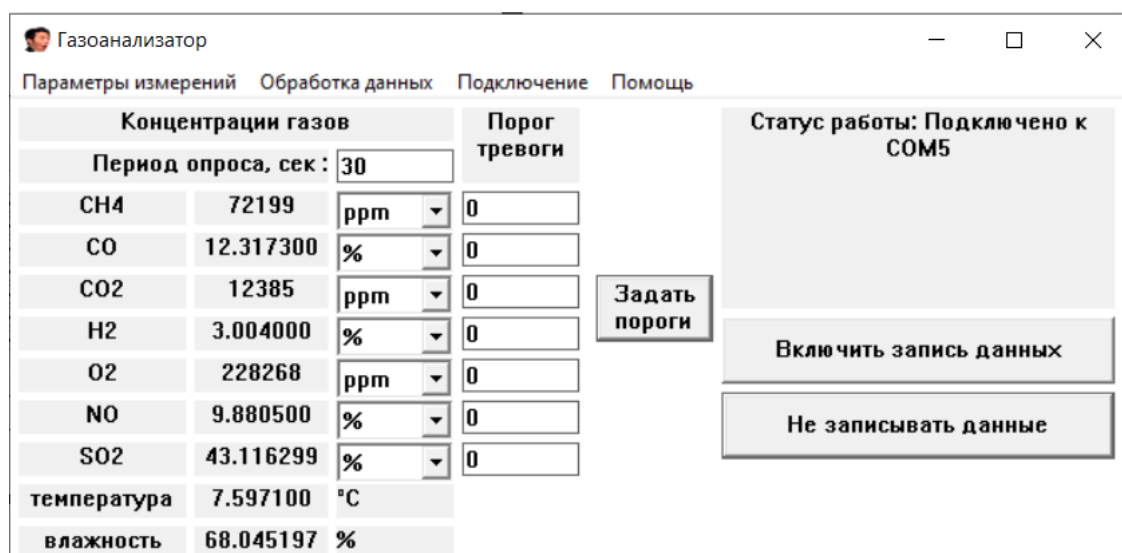 Газоанализатор
Параметры измерений Обработка данных Подключение Помощь
Концентрации газов
Порог
тревоги
Статус работы: Подключено к
COM5
Период опроса, сек : 30
CH4 72199 ppm 0
CO 12.317300 % 0
CO2 12385 ppm 0
H2 3.004000 % 0
O2 228268 ppm 0
NO 9.880500 % 0
SO2 43.116299 % 0
температура 7.597100 °C
влажность 68.045197 %
Задать
пороги
Включить запись данных
Не записывать данные